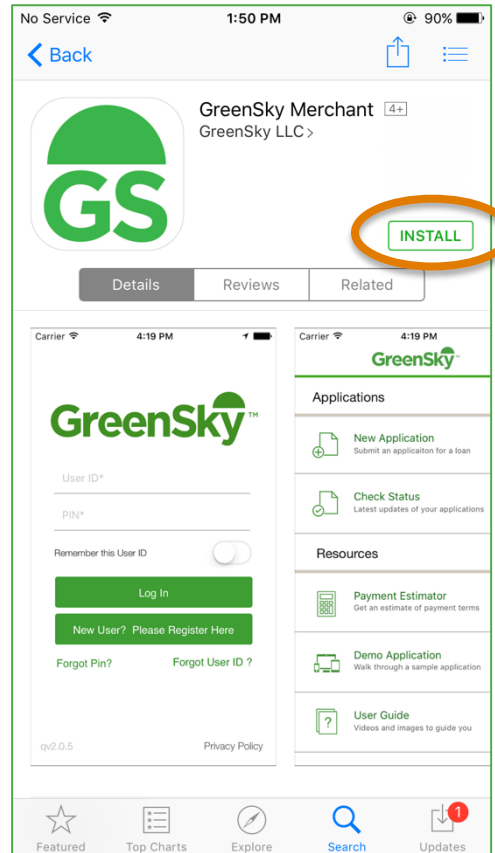 No Service 1:50 PM 90%
Back
GreenSky Merchant 4+
GreenSky LLC >
GS
INSTALL
Details Reviews Related
Carrier 4:19 PM
GreenSky™
User ID*
PIN*
Remember this User ID
Log In
New User? Please Register Here
Forgot Pin? Forgot User ID ?
qv2.0.5 Privacy Policy
Carrier 4:19 PM
GreenSky™
Applications
New Application
Submit an applicaiton for a loan
Check Status
Latest updates of your applications
Resources
Payment Estimator
Get an estimate of payment terms
Demo Application
Walk through a sample application
?
User Guide
Videos and images to guide you
1
Featured Top Charts Explore Search Updates